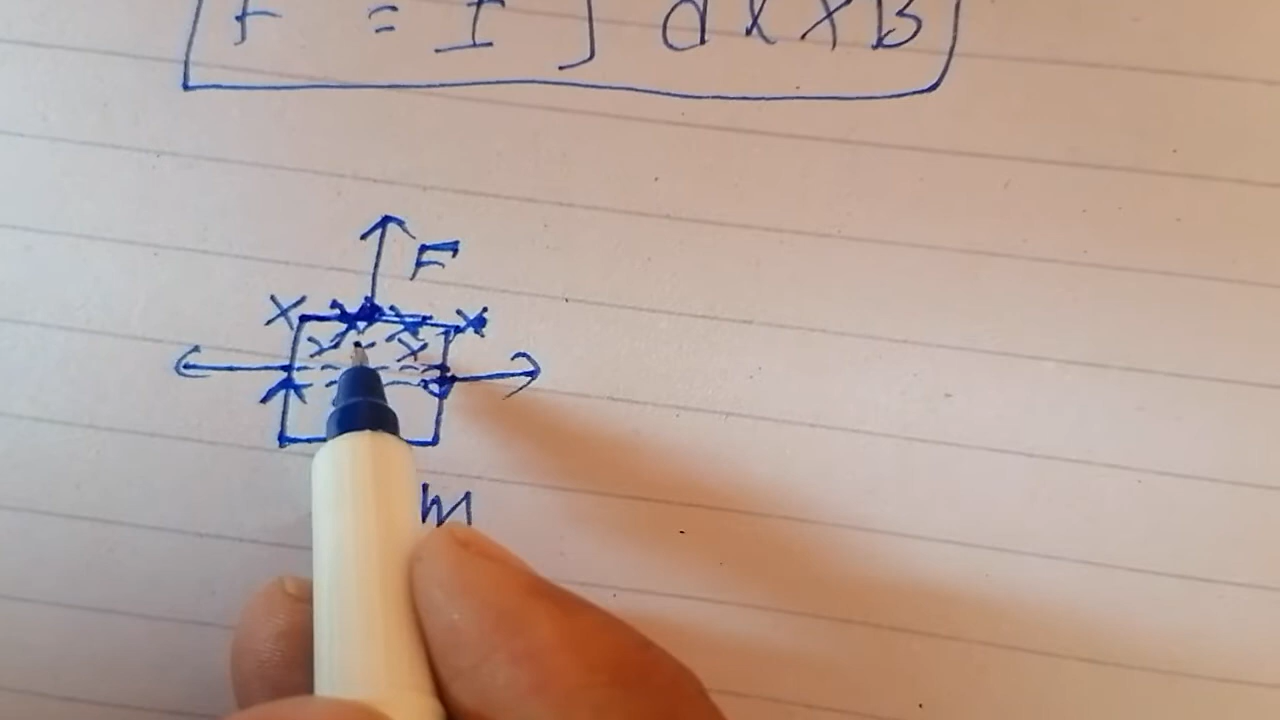 F = I ∫ dl × B
F
× × × ×
× ×
m